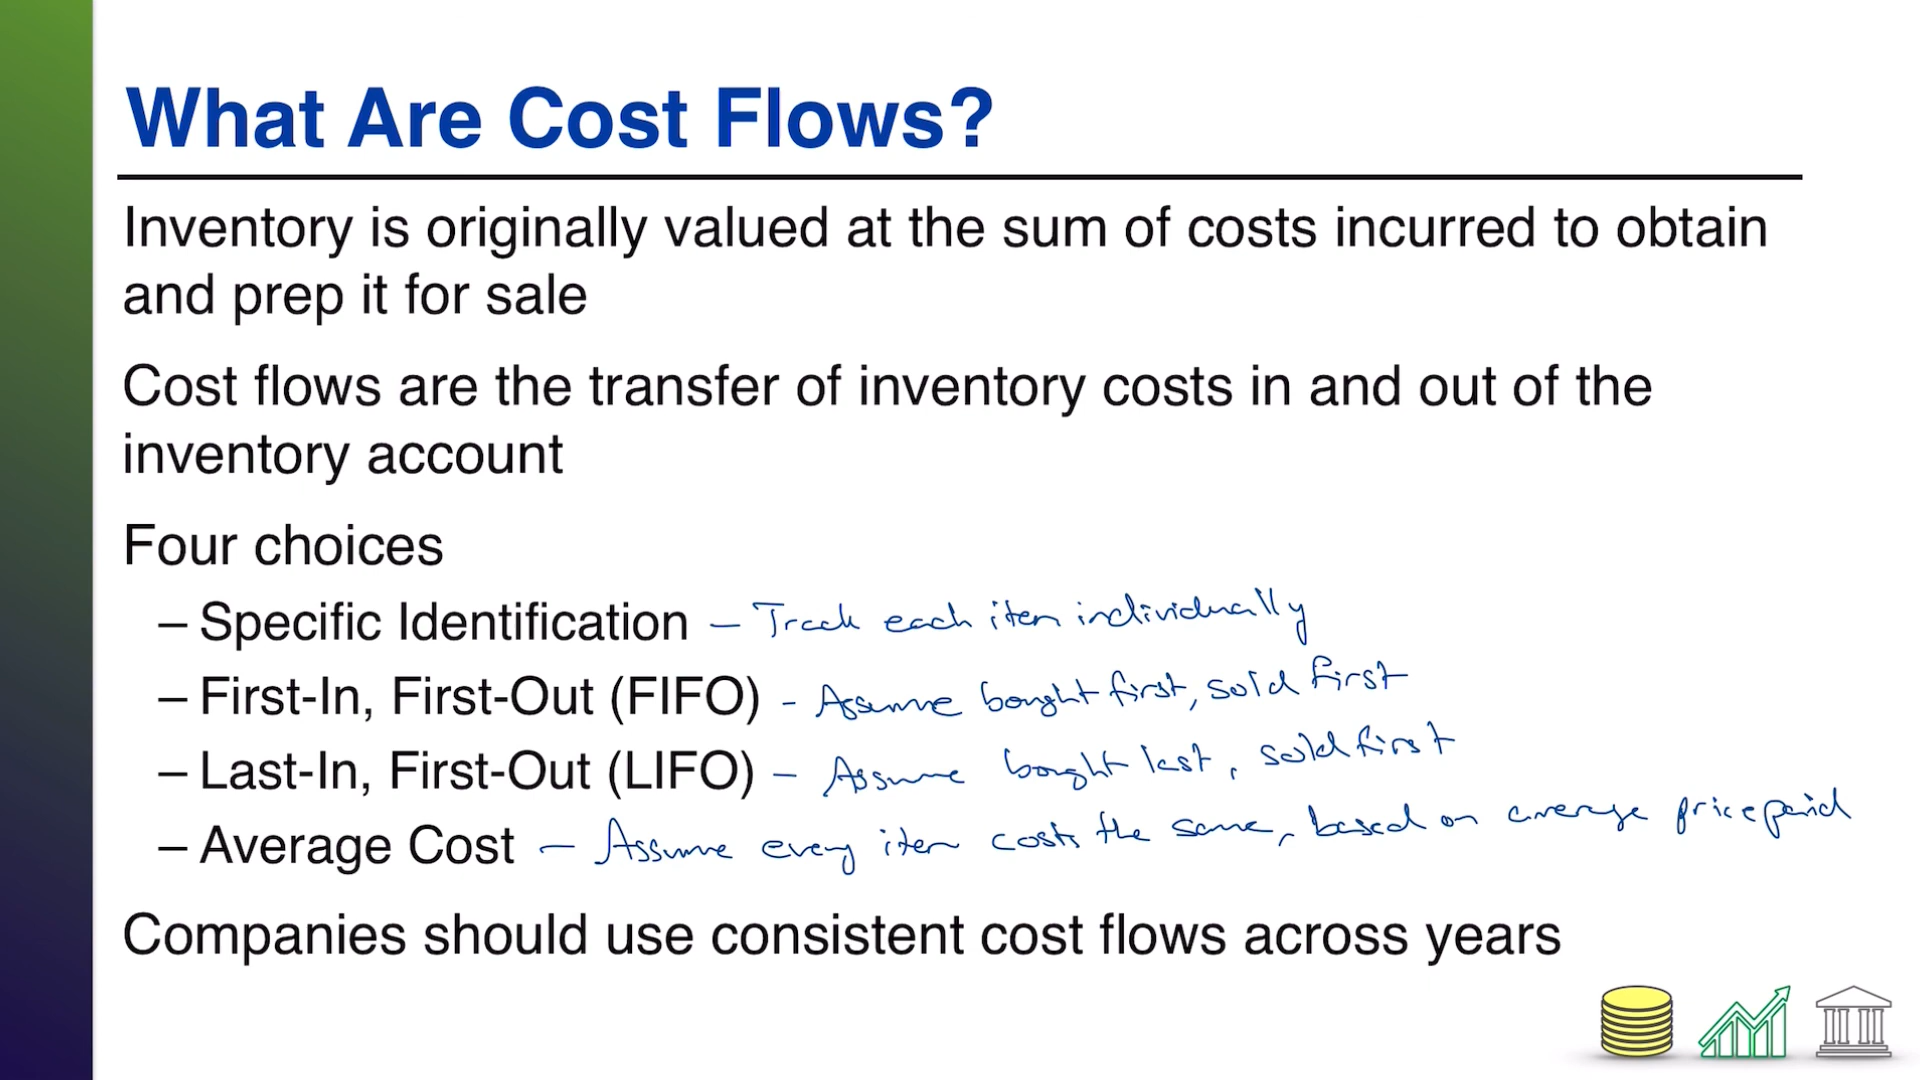 What Are Cost Flows?
Inventory is originally valued at the sum of costs incurred to obtain
and prep it for sale
Cost flows are the transfer of inventory costs in and out of the
inventory account
Four choices
– Specific Identification – Track each item individually
– First-In, First-Out (FIFO) - Assume bought first, sold first
– Last-In, First-Out (LIFO) – Assume bought last, sold first
– Average Cost – Assume every item costs the same, based on average price paid
Companies should use consistent cost flows across years